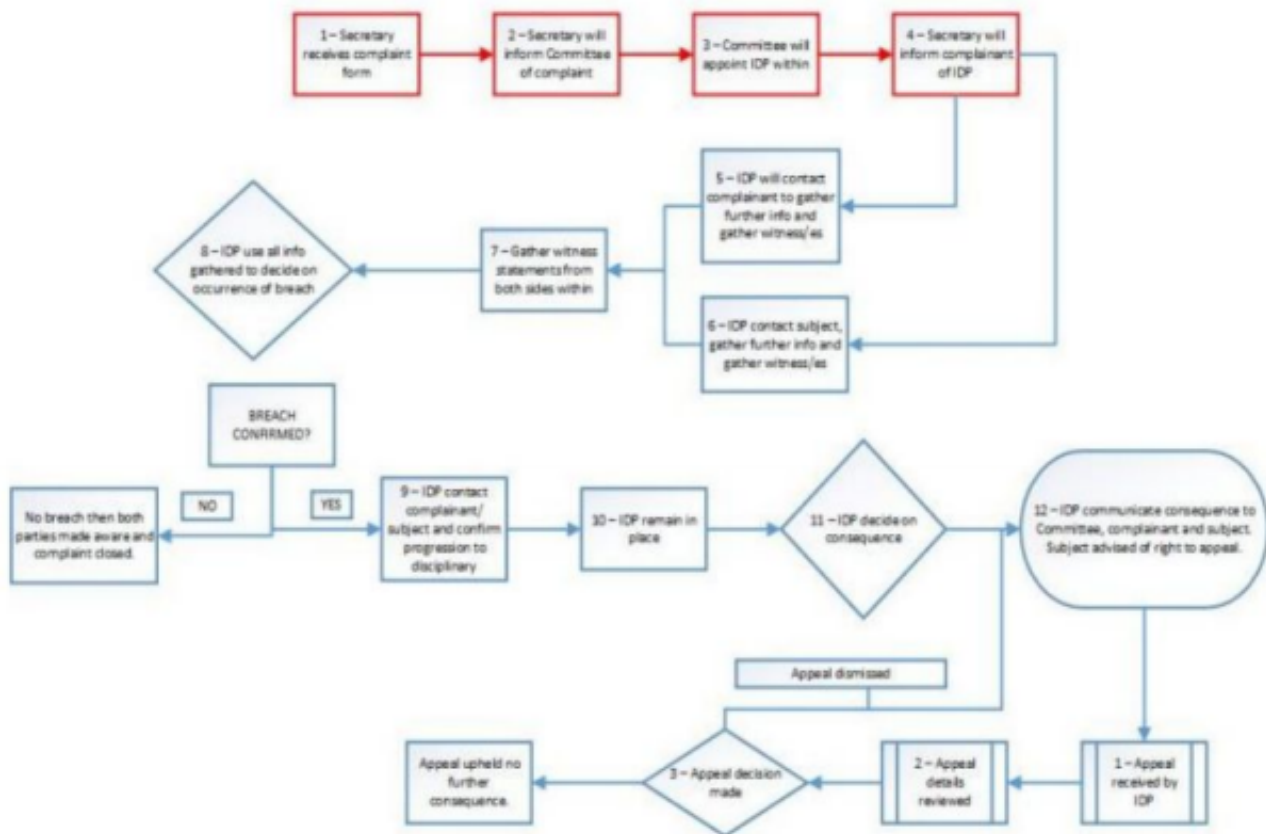 1 – Secretary
receives complaint
form
2 – Secretary will
inform Committee
of complaint
3 – Committee will
appoint IDP within
4 – Secretary will
inform complainant
of IDP
5 – IDP will contact
complainant to gather
further info and
gather witness/es
8 – IDP use all info
gathered to decide on
occurrence of breach
7 – Gather witness
statements from
both sides within
6 – IDP contact subject,
gather further info and
gather witness/es
BREACH
CONFIRMED?
NO
YES
No breach then both
parties made aware and
complaint closed.
9 – IDP contact
complainant/
subject and confirm
progression to
disciplinary
10 – IDP remain in
place
11 – IDP decide on
consequence
12 – IDP communicate consequence to
Committee, complainant and subject.
Subject advised of right to appeal.
Appeal dismissed
Appeal upheld no
further
consequence.
3 – Appeal decision
made
2 – Appeal
details
reviewed
1 – Appeal
received by
IDP